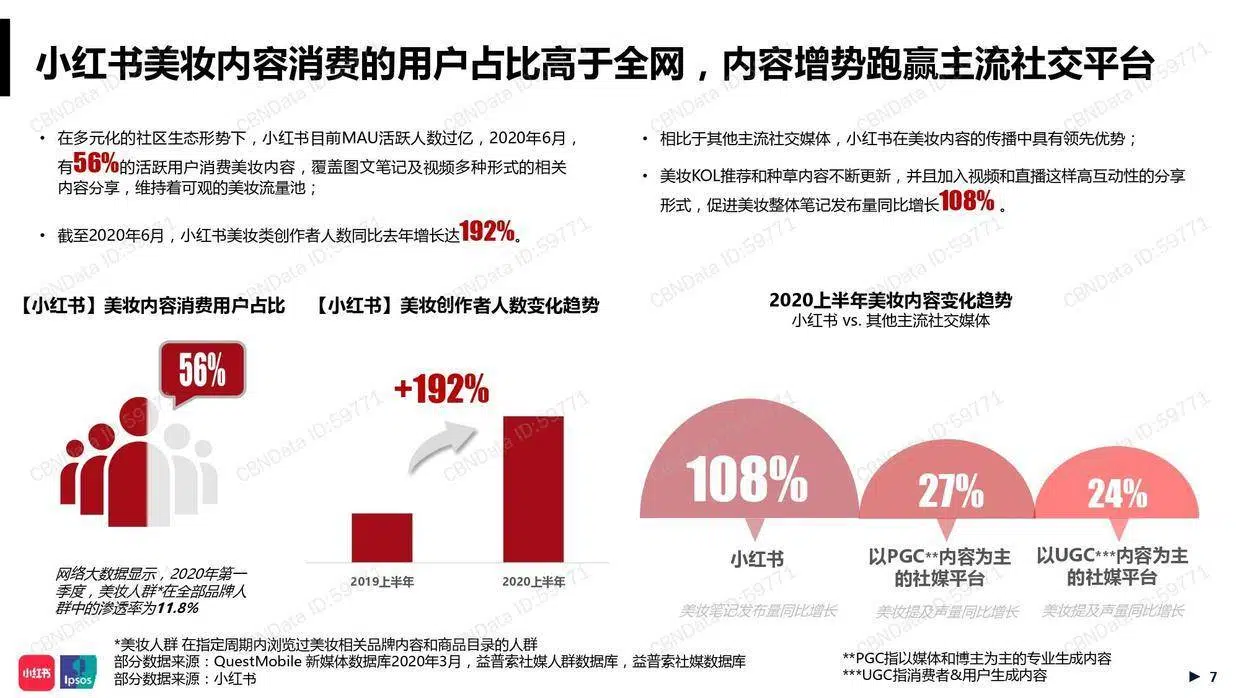 小红书美妆内容消费的用户占比高于全网，内容增势跑赢主流社交平台
• 在多元化的社区生态形势下，小红书目前MAU活跃人数过亿，2020年6月，
有56%的活跃用户消费美妆内容，覆盖图文笔记及视频多种形式的相关
内容分享，维持着可观的美妆流量池；
• 截至2020年6月，小红书美妆类创作者人数同比去年增长达192%。
• 相比于其他主流社交媒体，小红书在美妆内容的传播中具有领先优势；
• 美妆KOL推荐和种草内容不断更新，并且加入视频和直播这样高互动性的分享
形式，促进美妆整体笔记发布量同比增长108% 。
【小红书】美妆内容消费用户占比
56%
网络大数据显示，2020年第一
季度，美妆人群*在全部品牌人
群中的渗透率为11.8%
【小红书】美妆创作者人数变化趋势
+192%
2019上半年
2020上半年
2020上半年美妆内容变化趋势
小红书 vs. 其他主流社交媒体
108%
27%
24%
小红书
以PGC**内容为主
的社媒平台
以UGC***内容为主
的社媒平台
美妆笔记发布量同比增长
美妆提及声量同比增长
美妆提及声量同比增长
*美妆人群 在指定周期内浏览过美妆相关品牌内容和商品目录的人群
部分数据来源：QuestMobile 新媒体数据库2020年3月，益普索社媒人群数据库，益普索社媒数据库
部分数据来源：小红书
**PGC指以媒体和博主为主的专业生成内容
***UGC指消费者&用户生成内容
小红书
Ipsos
7
CBNData ID:59771